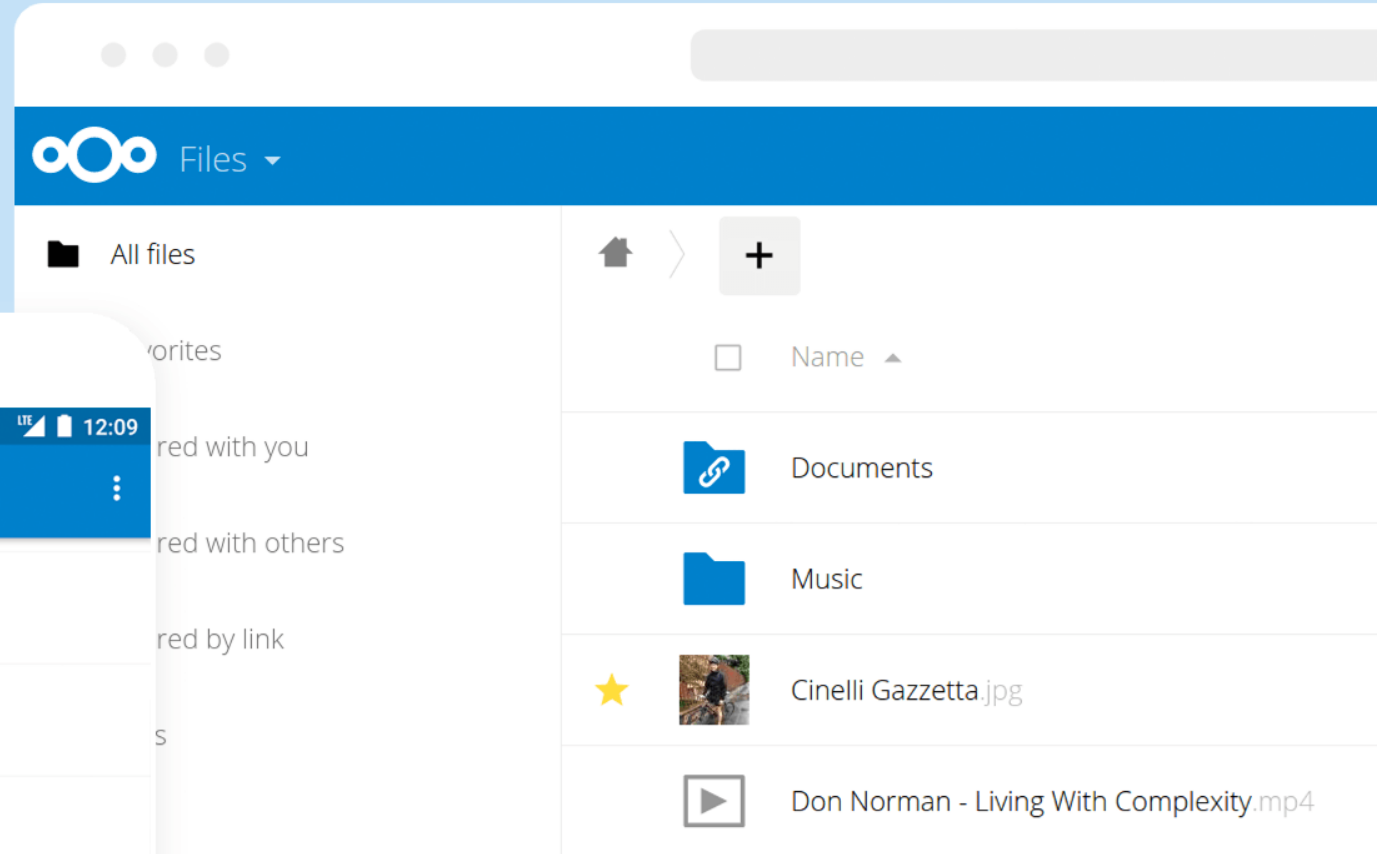 Files
All files
vorites
red with you
red with others
red by link
s
LTE 12:09
Name
Documents
Music
Cinelli Gazzetta.jpg
Don Norman - Living With Complexity.mp4